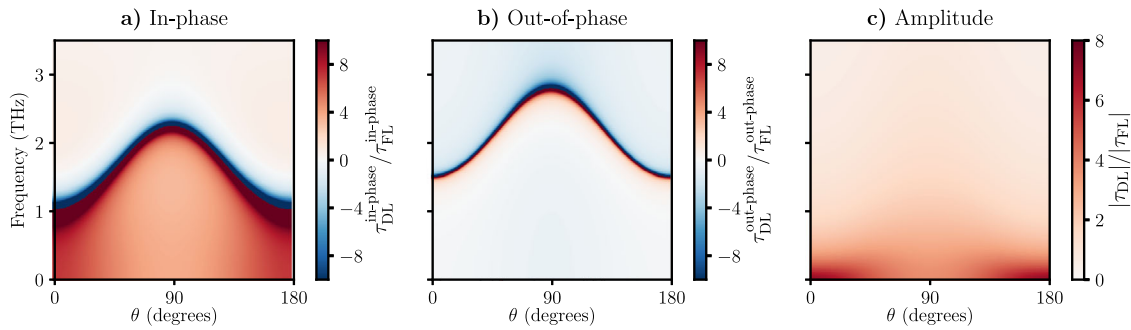 a) In-phase
b) Out-of-phase
c) Amplitude
Frequency (THz)
3
2
1
0
0
90
180
θ (degrees)
8
4
0
−4
−8
τ_DL^in-phase / τ_FL^in-phase
0
90
180
θ (degrees)
8
4
0
−4
−8
τ_DL^out-phase / τ_FL^out-phase
0
90
180
θ (degrees)
8
6
4
2
0
|τ_DL|/|τ_FL|